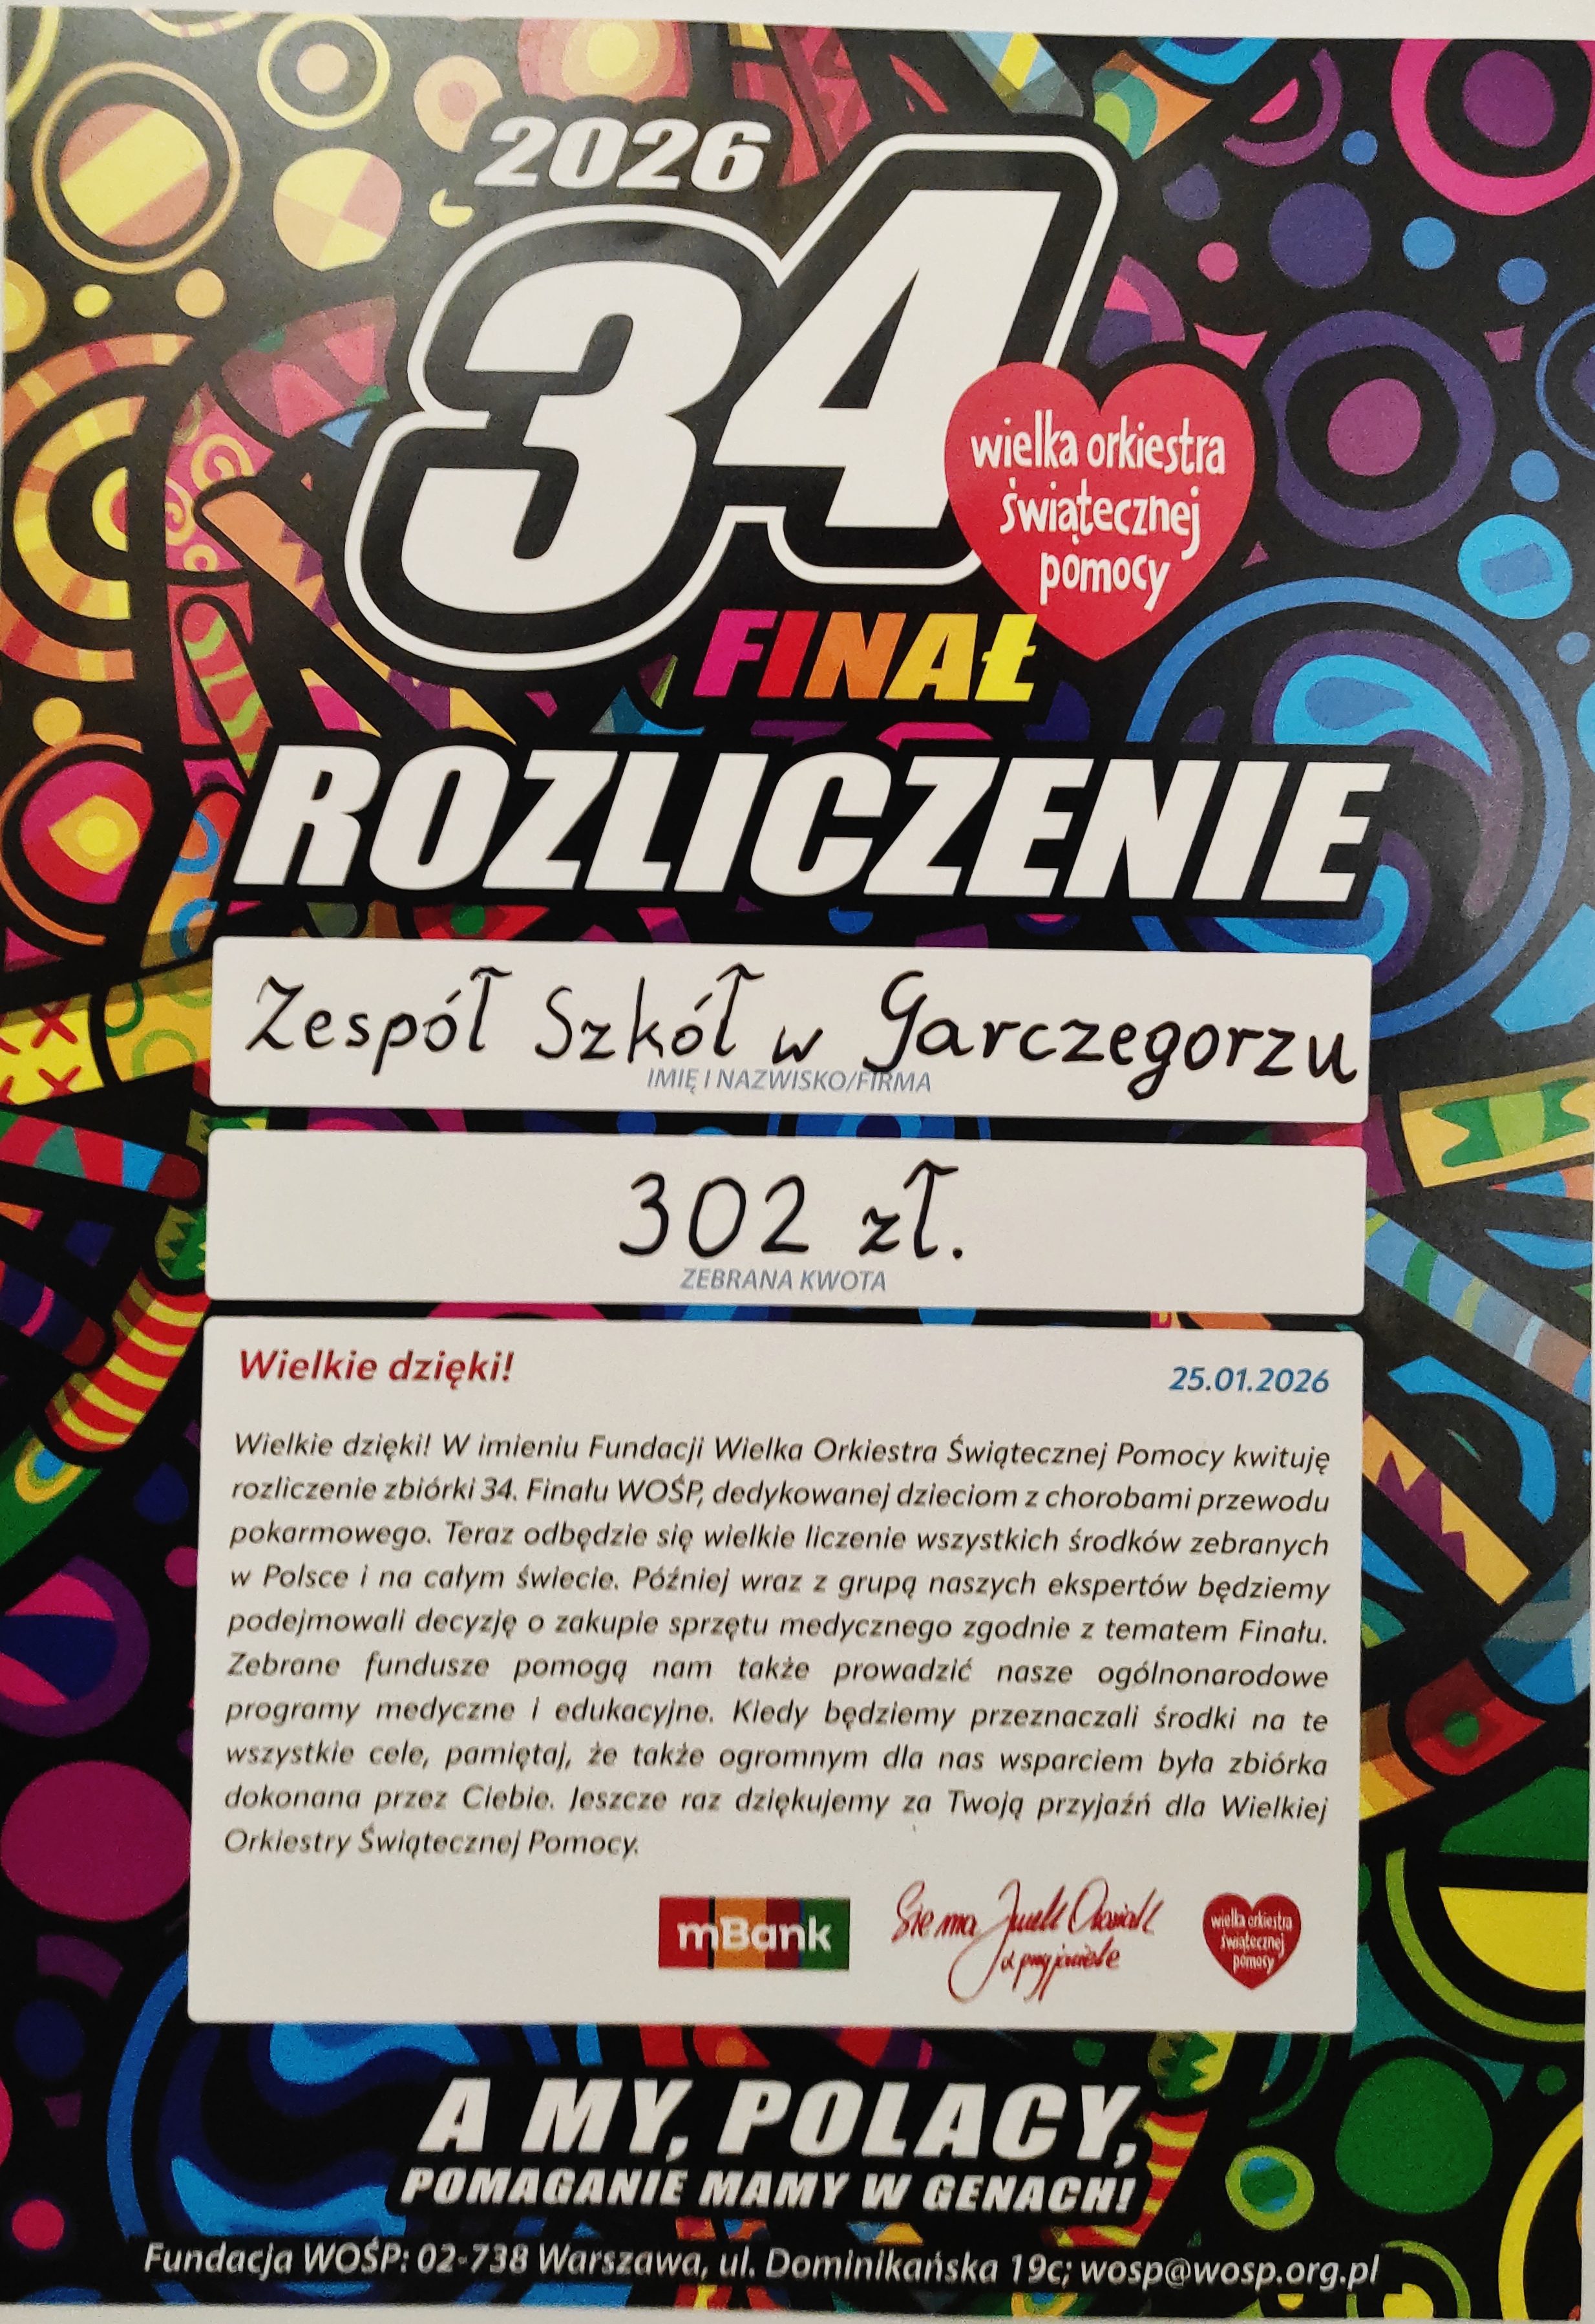 2026
34
wielka orkiestra
świątecznej
pomocy
FINAŁ
ROZLICZENIE
Zespół Szkół w Garczegorzu
IMIĘ I NAZWISKO/FIRMA
302 zł.
ZEBRANA KWOTA
Wielkie dzięki!
25.01.2026
Wielkie dzięki! W imieniu Fundacji Wielka Orkiestra Świątecznej Pomocy kwituję
rozliczenie zbiórki 34. Finału WOŚP, dedykowanej dzieciom z chorobami przewodu
pokarmowego. Teraz odbędzie się wielkie liczenie wszystkich środków zebranych
w Polsce i na całym świecie. Później wraz z grupą naszych ekspertów będziemy
podejmowali decyzję o zakupie sprzętu medycznego zgodnie z tematem Finału.
Zebrane fundusze pomogą nam także prowadzić nasze ogólnonarodowe
programy medyczne i edukacyjne. Kiedy będziemy przeznaczali środki na te
wszystkie cele, pamiętaj, że także ogromnym dla nas wsparciem była zbiórka
dokonana przez Ciebie. Jeszcze raz dziękujemy za Twoją przyjaźń dla Wielkiej
Orkiestry Świątecznej Pomocy.
mBank
Sie ma Jurek Owsiak
z przyjaciele
wielka orkiestra
świątecznej
pomocy
A MY, POLACY,
POMAGANIE MAMY W GENACH!
Fundacja WOŚP: 02-738 Warszawa, ul. Dominikańska 19c; wosp@wosp.org.pl